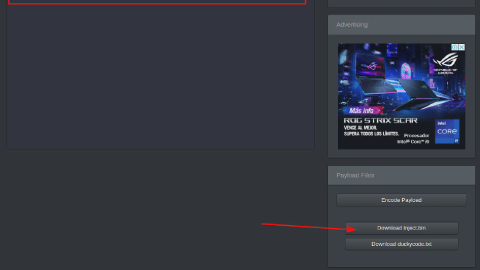 Advertising
Más info
ROG STRIX SCAR
VENCE AL MEJOR.
SUPERA TODOS LOS LÍMITES.
Procesador
Intel® Core™ i9
intel
CORE
i9
Payload Files
Encode Payload
Download Inject.bin
Download duckycode.txt